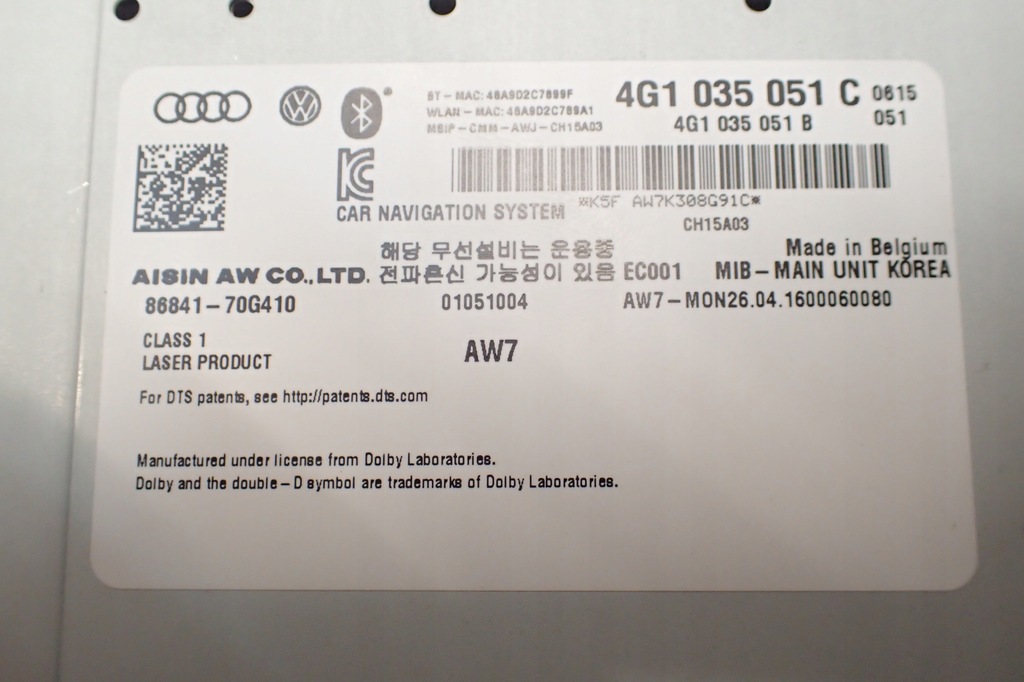 BT-MAC: 48A9D2C7899F
WLAN-MAC: 48A9D2C789A1
MSIP-CMM-AWJ-CH15A03
4G1 035 051 C 0615
4G1 035 051 B 051
CAR NAVIGATION SYSTEM *K5F AW7K308G91C*
CH15A03
해당 무선설비는 운용중 Made in Belgium
AISIN AW CO.,LTD. 전파혼신 가능성이 있음 EC001 MIB-MAIN UNIT KOREA
86841-70G410 01051004 AW7-MON26.04.1600060080
CLASS 1
LASER PRODUCT AW7
For DTS patents, see http://patents.dts.com
Manufactured under license from Dolby Laboratories.
Dolby and the double-D symbol are trademarks of Dolby Laboratories.